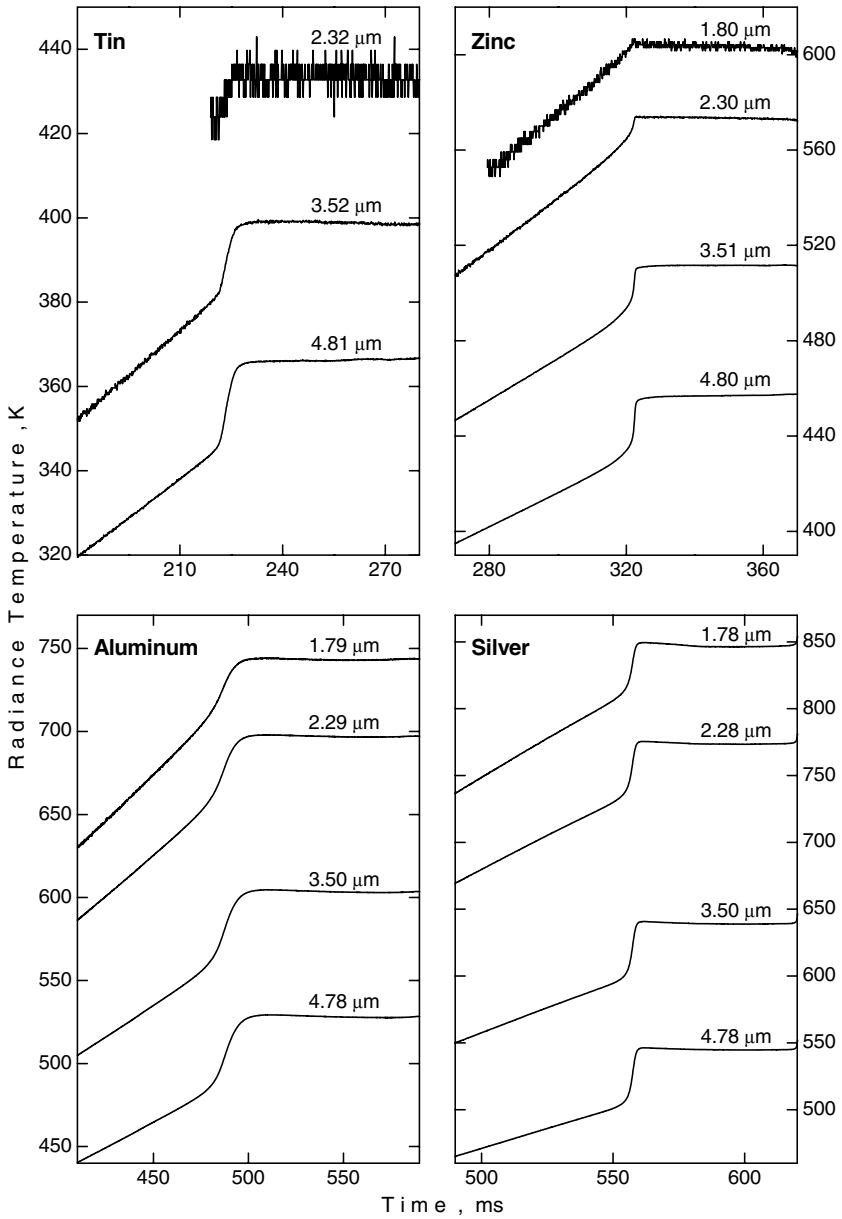 Radiance Temperature , K
Tin
2.32 μm
3.52 μm
4.81 μm
440
420
400
380
360
340
320
210
240
270
Zinc
1.80 μm
2.30 μm
3.51 μm
4.80 μm
600
560
520
480
440
400
280
320
360
Aluminum
1.79 μm
2.29 μm
3.50 μm
4.78 μm
750
700
650
600
550
500
450
450
500
550
Silver
1.78 μm
2.28 μm
3.50 μm
4.78 μm
850
800
750
700
650
600
550
500
500
550
600
Time , ms